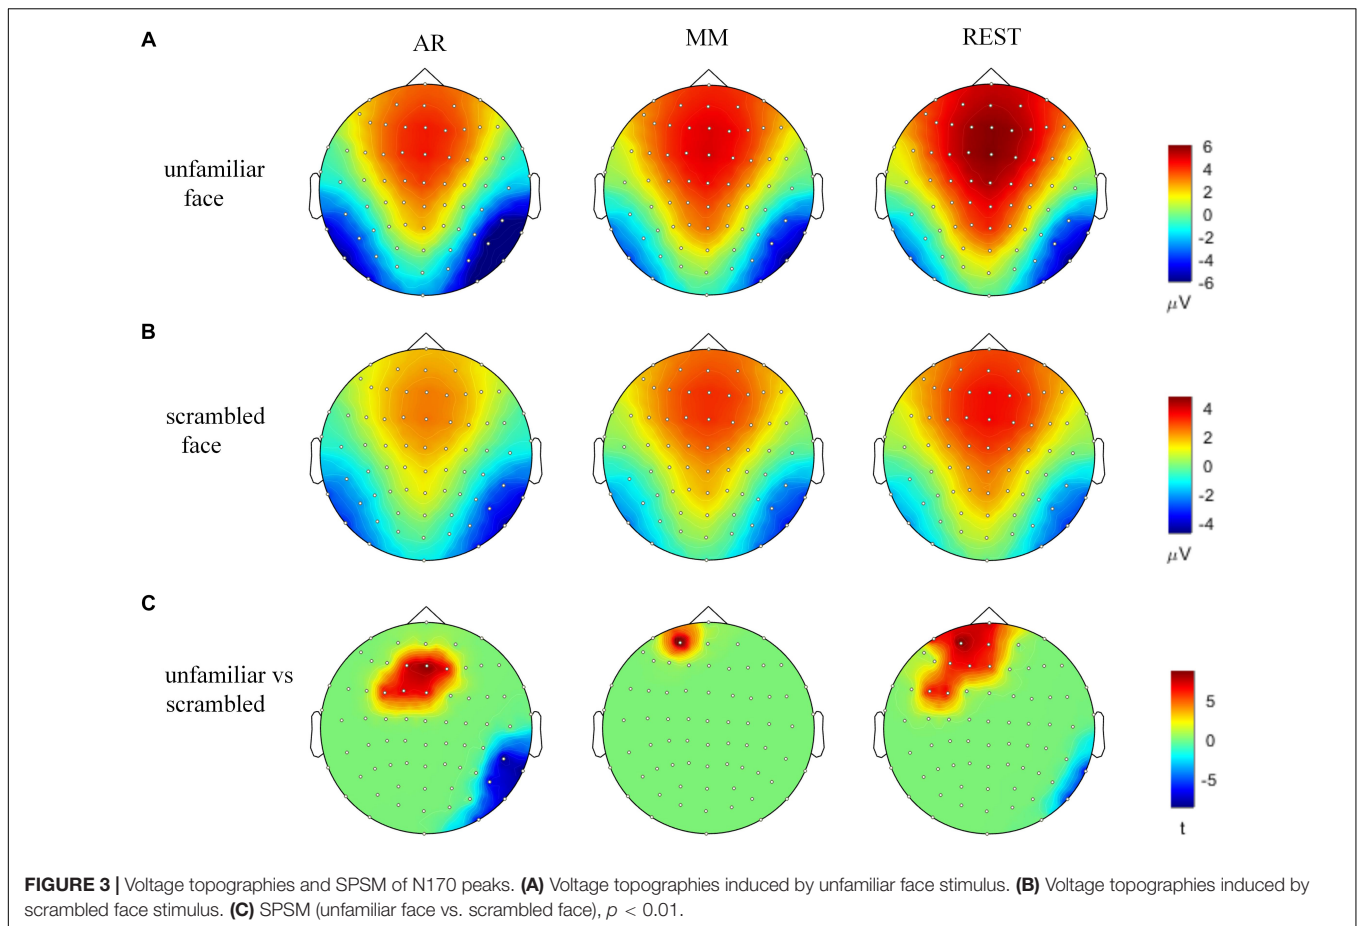 A
AR
MM
REST
unfamiliar
face
6
4
2
0
-2
-4
-6
μV
B
scrambled
face
4
2
0
-2
-4
μV
C
unfamiliar vs
scrambled
5
0
-5
t
FIGURE 3 | Voltage topographies and SPSM of N170 peaks. (A) Voltage topographies induced by unfamiliar face stimulus. (B) Voltage topographies induced by
scrambled face stimulus. (C) SPSM (unfamiliar face vs. scrambled face), p < 0.01.